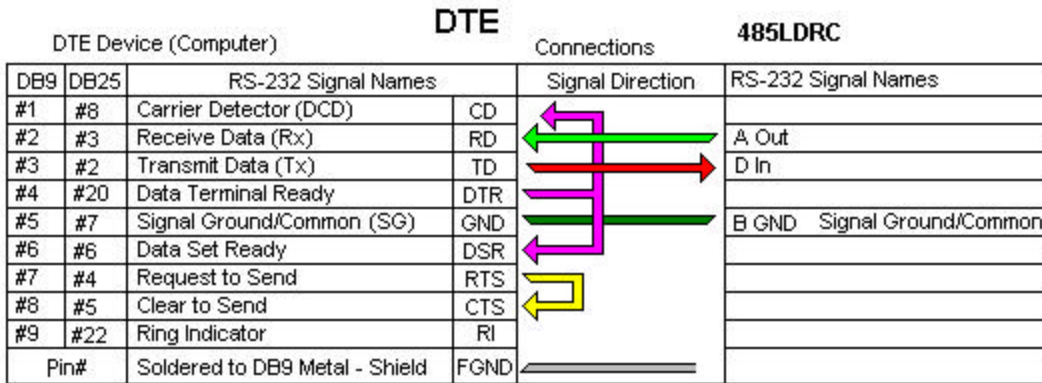 DTE
DTE Device (Computer) Connections 485LDRC
DB9 DB25 RS-232 Signal Names Signal Direction RS-232 Signal Names
#1 #8 Carrier Detector (DCD) CD
#2 #3 Receive Data (Rx) RD A Out
#3 #2 Transmit Data (Tx) TD D In
#4 #20 Data Terminal Ready DTR
#5 #7 Signal Ground/Common (SG) GND B GND Signal Ground/Common
#6 #6 Data Set Ready DSR
#7 #4 Request to Send RTS
#8 #5 Clear to Send CTS
#9 #22 Ring Indicator RI
Pin# Soldered to DB9 Metal - Shield FGND